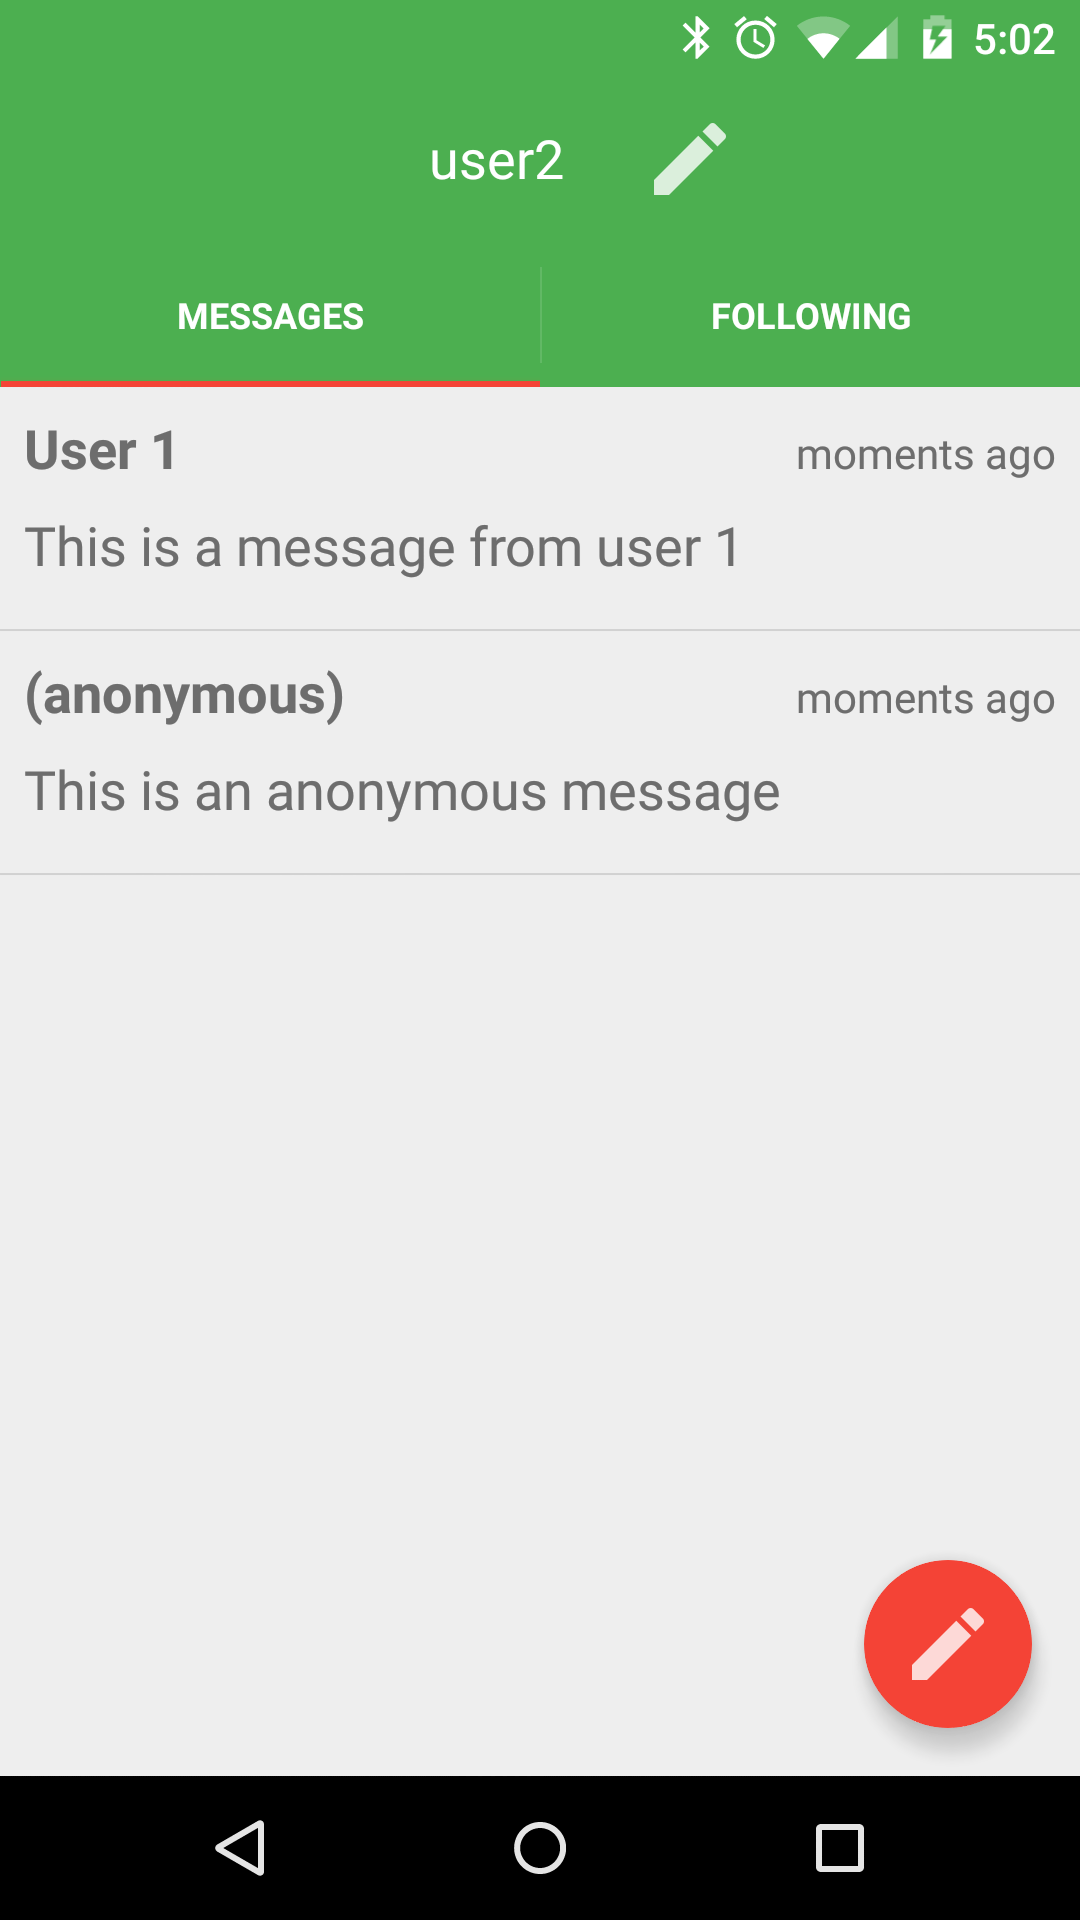 5:02
user2
MESSAGES FOLLOWING
User 1 moments ago
This is a message from user 1
(anonymous) moments ago
This is an anonymous message